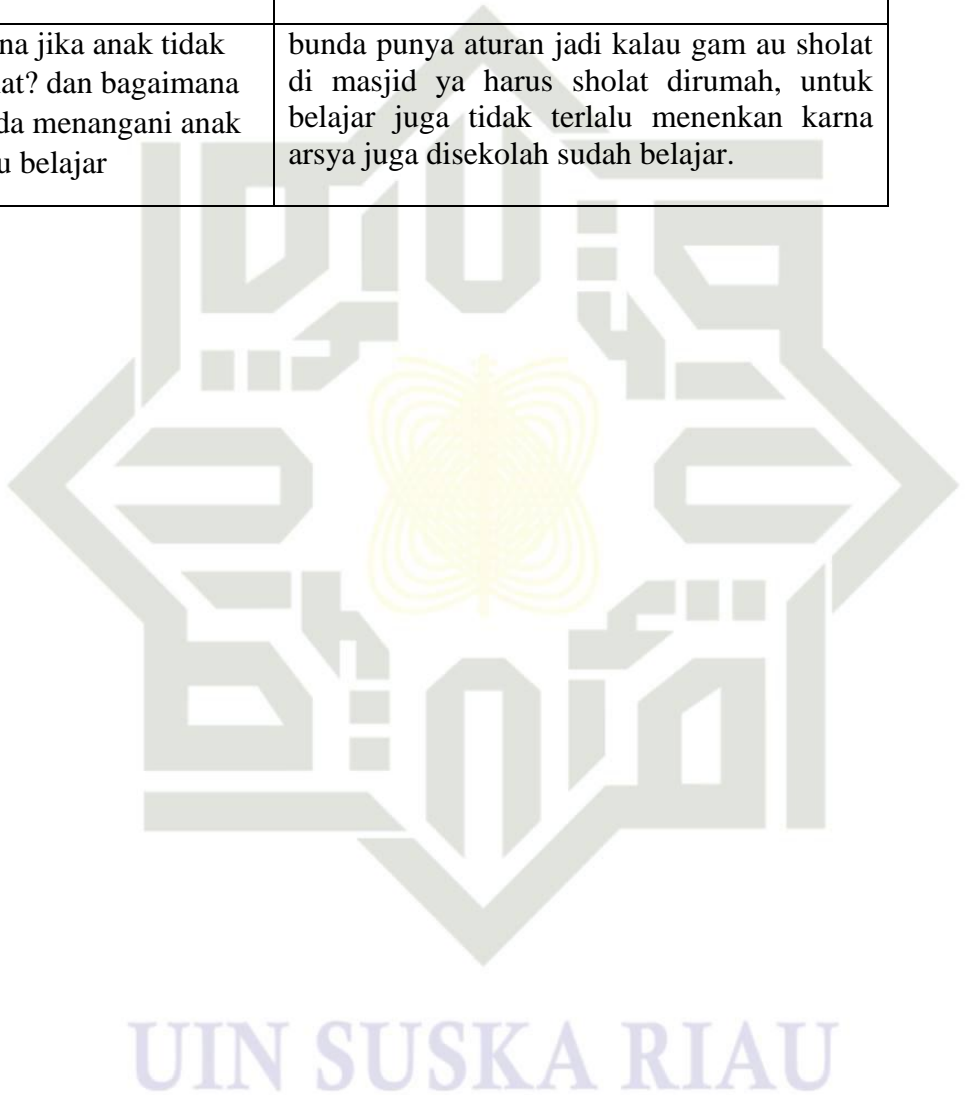 na jika anak tidak
at? dan bagaimana
da menangani anak
u belajar
bunda punya aturan jadi kalau gam au sholat
di masjid ya harus sholat dirumah, untuk
belajar juga tidak terlalu menenkan karna
arsya juga disekolah sudah belajar.
UIN SUSKA RIAU